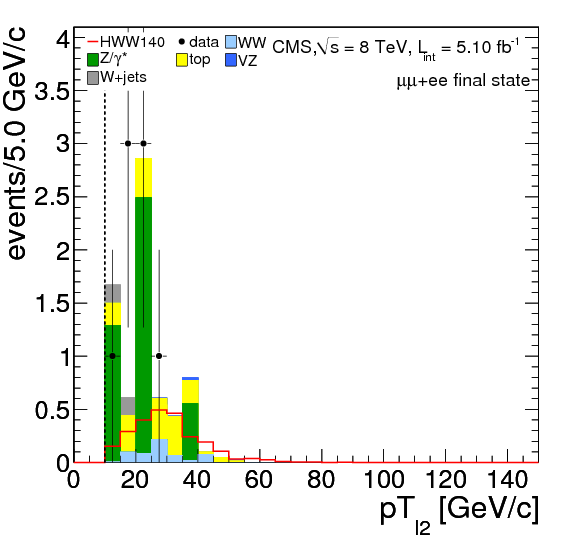 HWW140 data WW CMS,√s = 8 TeV, L_int = 5.10 fb⁻¹
Z/γ* top VZ
W+jets
μμ+ee final state
events/5.0 GeV/c
4
3.5
3
2.5
2
1.5
1
0.5
0
0 20 40 60 80 100 120 140
pT_l2 [GeV/c]